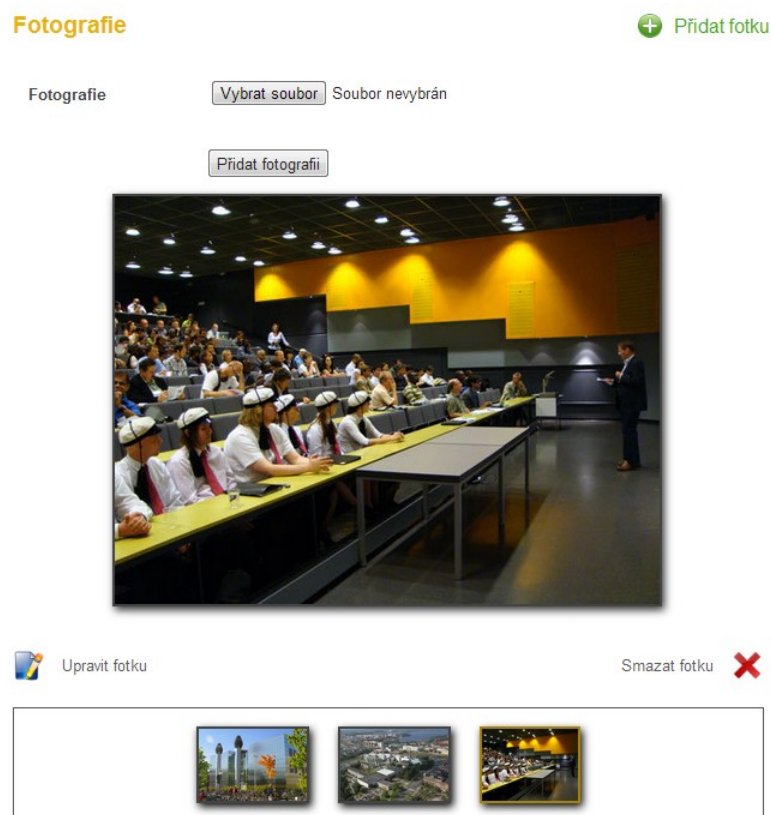 Fotografie
Přidat fotku
Fotografie
Vybrat soubor Soubor nevybrán
Přidat fotografii
Upravit fotku
Smazat fotku